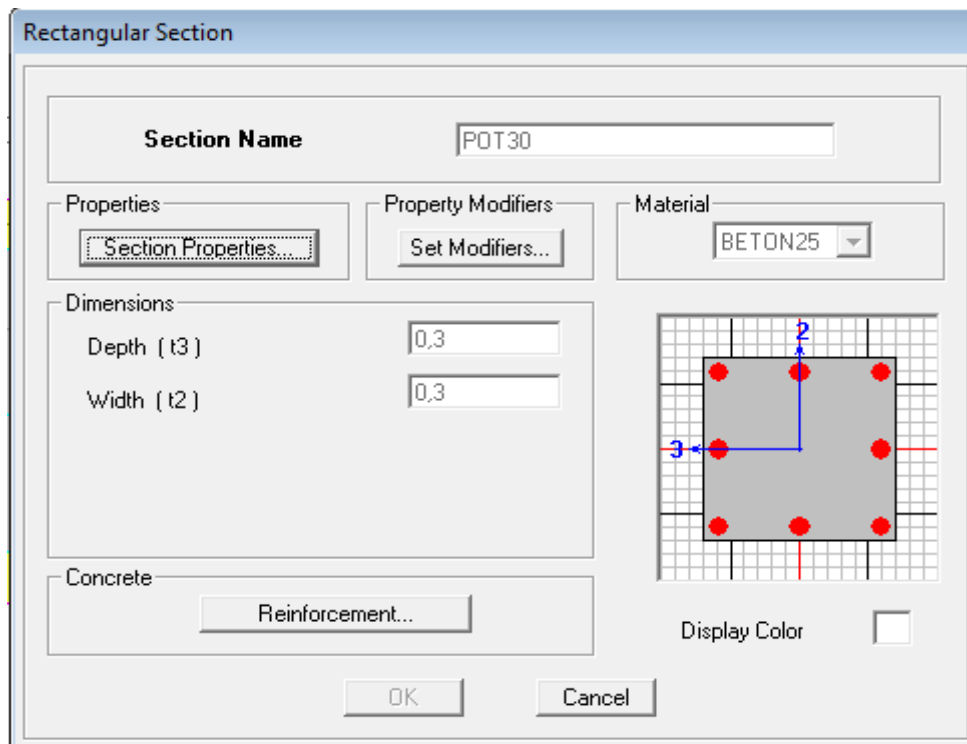 Rectangular Section
Section Name POT30
Properties Property Modifiers Material
Section Properties... Set Modifiers... BETON25
Dimensions
Depth ( t3 ) 0,3
Width ( t2 ) 0,3
2
3
Concrete
Reinforcement...
Display Color
OK Cancel